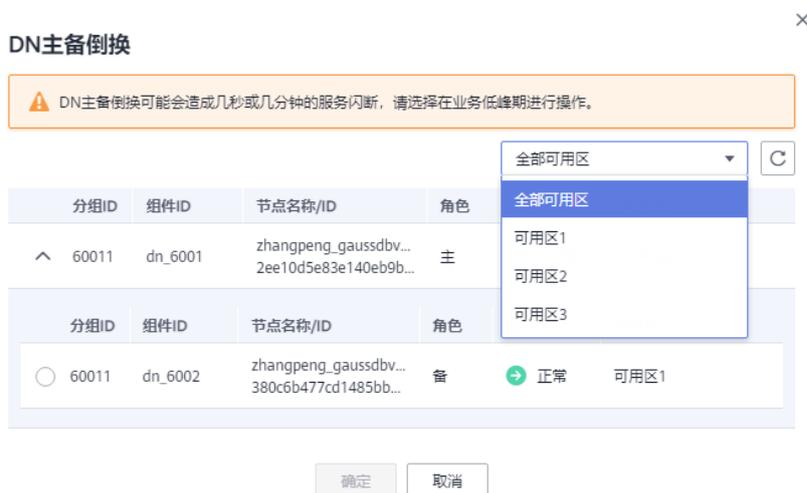 DN主备倒换
DN主备倒换可能会造成几秒或几分钟的服务闪断，请选择在业务低峰期进行操作。
全部可用区
全部可用区
可用区1
可用区2
可用区3
分组ID 组件ID 节点名称/ID 角色
60011 dn_6001 zhangpeng_gaussdbv... 主
2ee10d5e83e140eb9b...
分组ID 组件ID 节点名称/ID 角色
60011 dn_6002 zhangpeng_gaussdbv... 备 正常 可用区1
380c6b477cd1485bb...
确定 取消